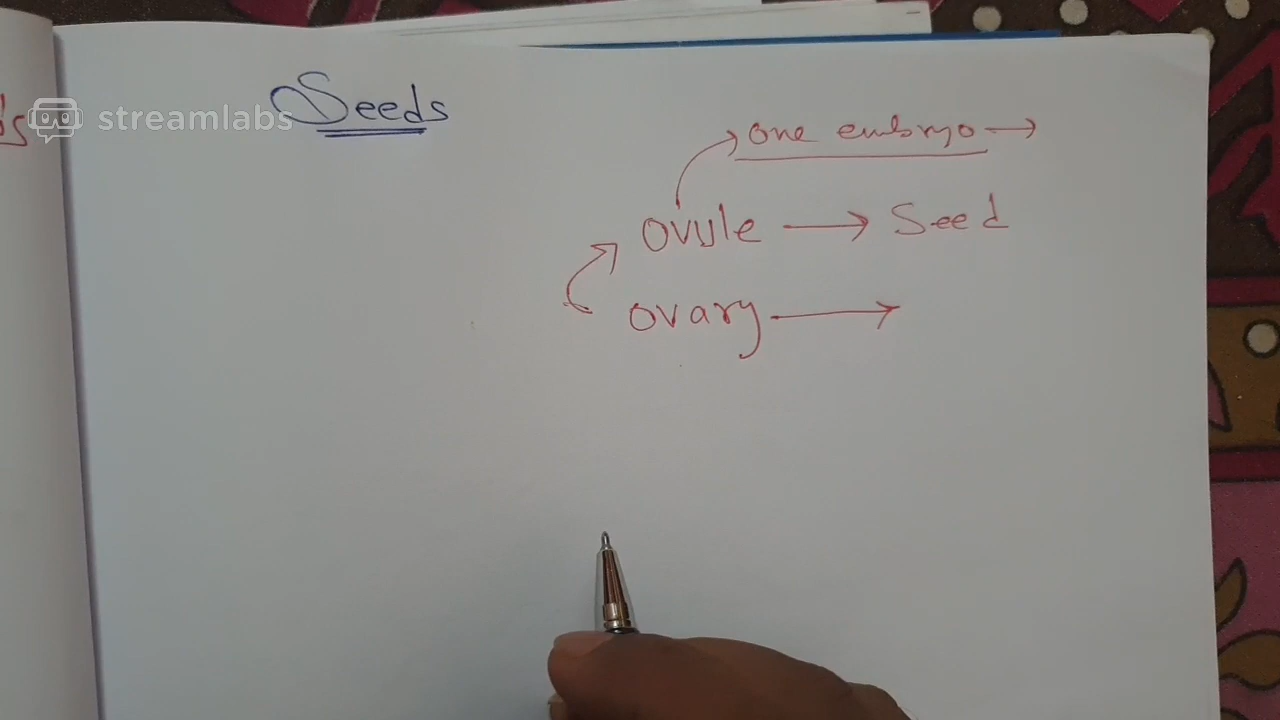 Seeds
streamlabs
One embryo →
Ovule → Seed
Ovary →